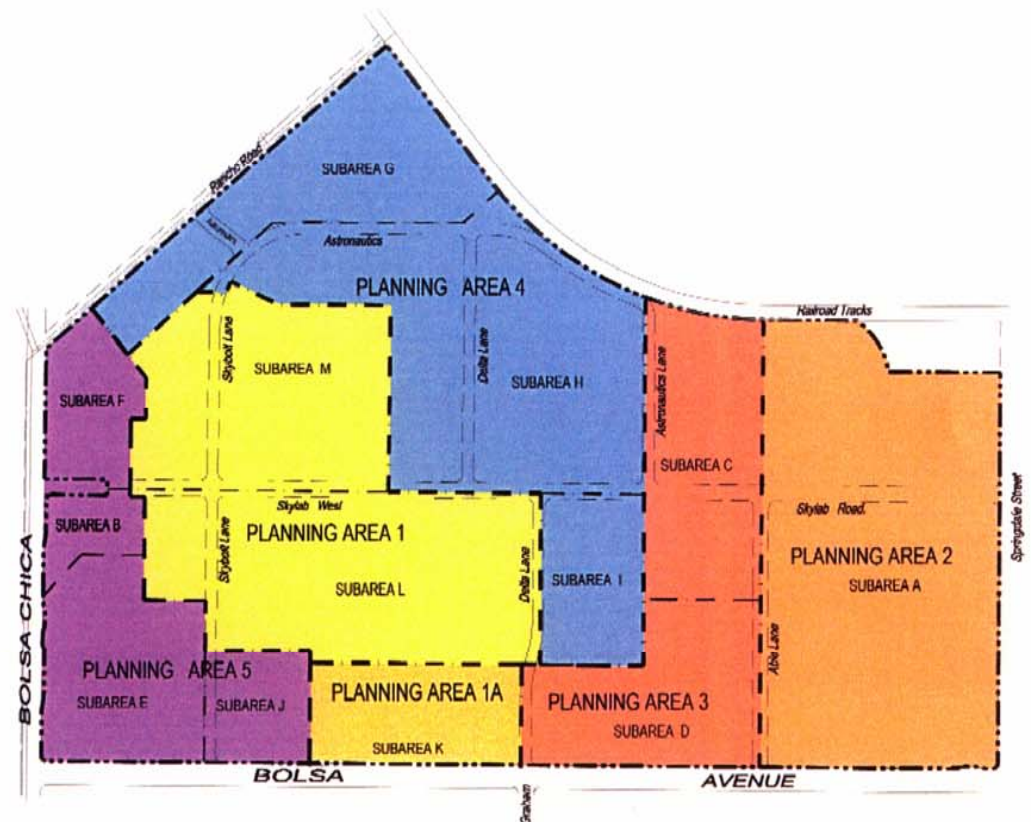 Rancho Road
SUBAREA G
Astronautics
PLANNING AREA 4
Railroad Tracks
Skybolt Lane
Delta Lane
Astronautics Lane
SUBAREA M
SUBAREA H
SUBAREA F
SUBAREA C
Skylab West
Skylab Road.
SUBAREA B
PLANNING AREA 1
Springdale Street
PLANNING AREA 2
SUBAREA A
Skybolt Lane
Delta Lane
SUBAREA I
SUBAREA L
BOLSA CHICA
Able Lane
PLANNING AREA 5
PLANNING AREA 1A
PLANNING AREA 3
SUBAREA E
SUBAREA J
SUBAREA D
SUBAREA K
BOLSA
AVENUE
Graham